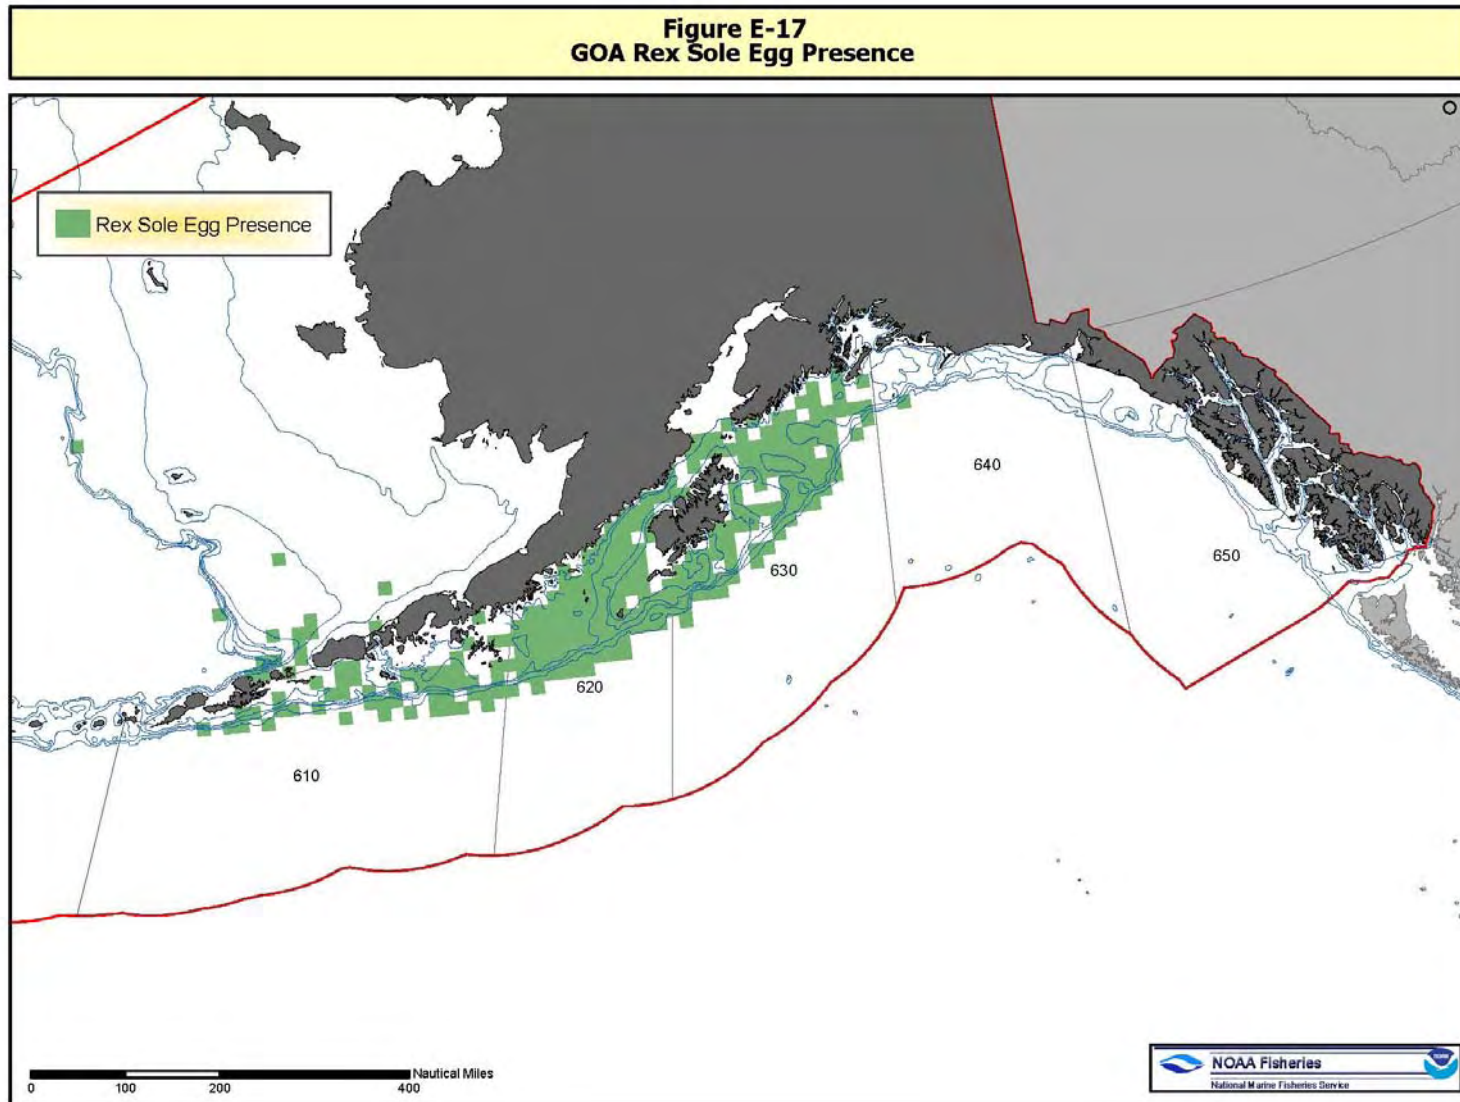 Figure E-17
GOA Rex Sole Egg Presence
Rex Sole Egg Presence
640
650
630
620
610
0 100 200 400 Nautical Miles
NOAA Fisheries
National Marine Fisheries Service